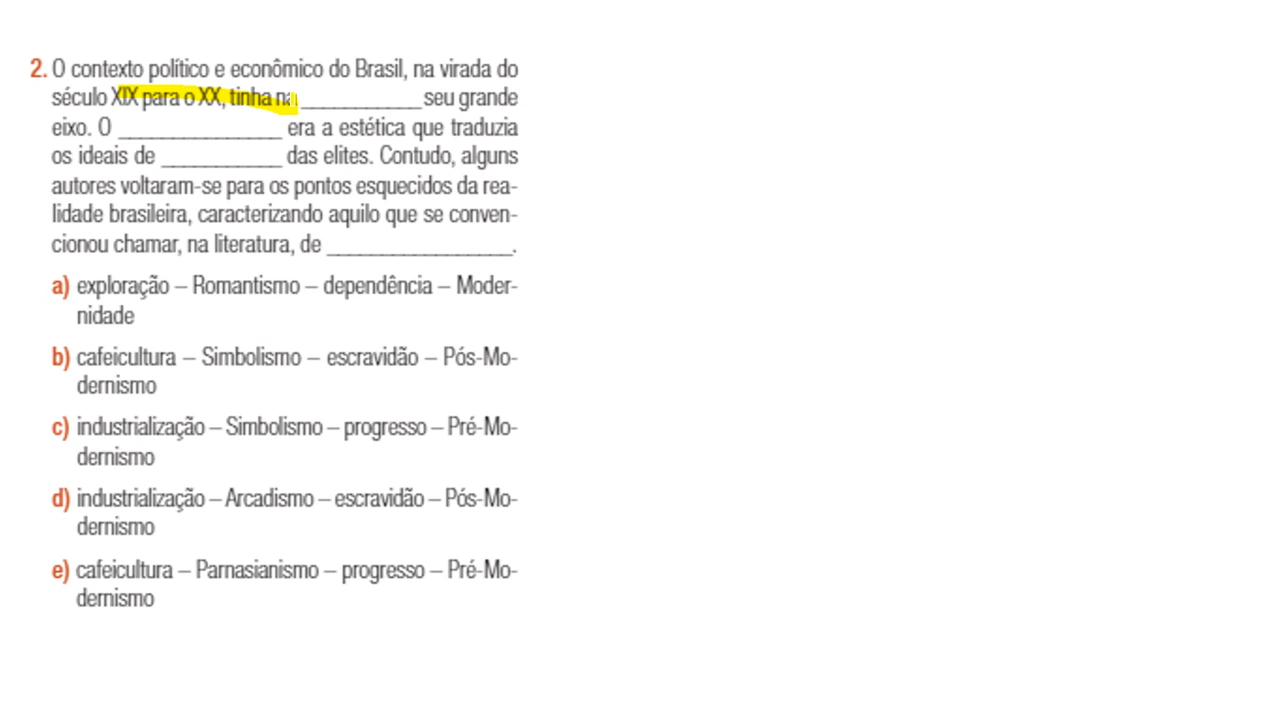 2. O contexto político e econômico do Brasil, na virada do
século XIX para o XX, tinha na ____________ seu grande
eixo. O ________________ era a estética que traduzia
os ideais de ____________ das elites. Contudo, alguns
autores voltaram-se para os pontos esquecidos da rea-
lidade brasileira, caracterizando aquilo que se conven-
cionou chamar, na literatura, de __________________.
a) exploração – Romantismo – dependência – Moder-
nidade
b) cafeicultura – Simbolismo – escravidão – Pós-Mo-
dernismo
c) industrialização – Simbolismo – progresso – Pré-Mo-
dernismo
d) industrialização – Arcadismo – escravidão – Pós-Mo-
dernismo
e) cafeicultura – Parnasianismo – progresso – Pré-Mo-
dernismo